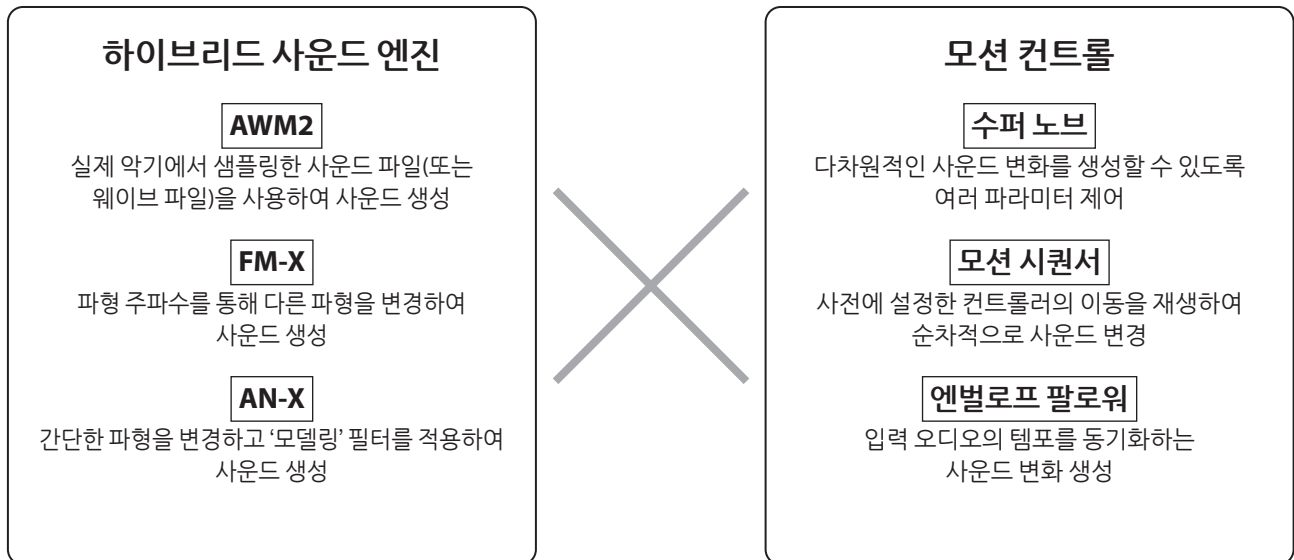 하이브리드 사운드 엔진
AWM2
실제 악기에서 샘플링한 사운드 파일(또는
웨이브 파일)을 사용하여 사운드 생성
FM-X
파형 주파수를 통해 다른 파형을 변경하여
사운드 생성
AN-X
간단한 파형을 변경하고 ‘모델링’ 필터를 적용하여
사운드 생성
모션 컨트롤
수퍼 노브
다차원적인 사운드 변화를 생성할 수 있도록
여러 파라미터 제어
모션 시퀀서
사전에 설정한 컨트롤러의 이동을 재생하여
순차적으로 사운드 변경
엔벌로프 팔로워
입력 오디오의 템포를 동기화하는
사운드 변화 생성